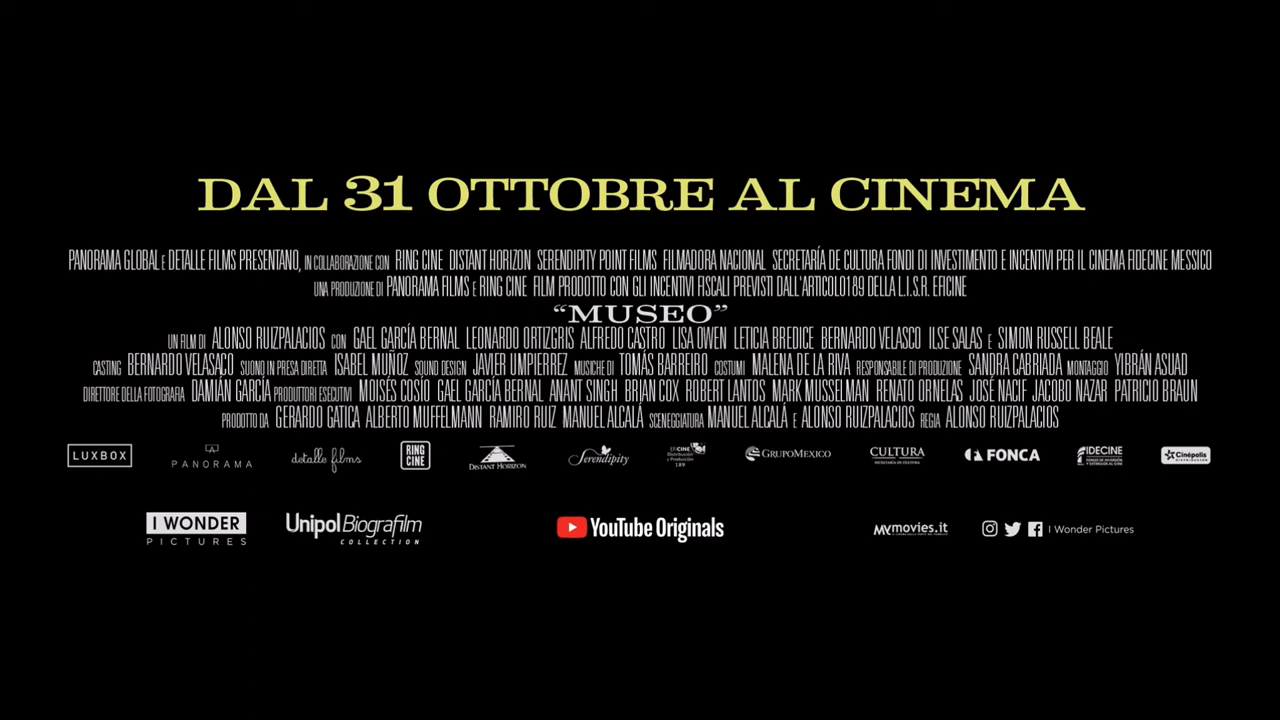 DAL 31 OTTOBRE AL CINEMA
PANORAMA GLOBAL E DETALLE FILMS PRESENTANO, IN COLLABORAZIONE CON RING CINE DISTANT HORIZON SERENDIPITY POINT FILMS FILMADORA NACIONAL SECRETARÍA DE CULTURA FONDI DI INVESTIMENTO E INCENTIVI PER IL CINEMA FIDECINE MESSICO
UNA PRODUZIONE DI PANORAMA FILMS E RING CINE FILM PRODOTTO CON GLI INCENTIVI FISCALI PREVISTI DALL'ARTICOLO189 DELLA L.I.S.R. EFICINE
“MUSEO”
UN FILM DI ALONSO RUIZPALACIOS CON GAEL GARCÍA BERNAL LEONARDO ORTIZGRIS ALFREDO CASTRO LISA OWEN LETICIA BREDICE BERNARDO VELASCO ILSE SALAS E SIMON RUSSELL BEALE
CASTING BERNARDO VELASACO SUONO IN PRESA DIRETTA ISABEL MUÑOZ SOUND DESIGN JAVIER UMPIERREZ MUSICHE DI TOMÁS BARREIRO COSTUMI MALENA DE LA RIVA RESPONSABILE DI PRODUZIONE SANDRA CABRIADA MONTAGGIO YIBRÁN ASUAD
DIRETTORE DELLA FOTOGRAFIA DAMIÁN GARCÍA PRODUTTORI ESECUTIVI MOISÉS COSÍO GAEL GARCÍA BERNAL ANANT SINGH BRIAN COX ROBERT LANTOS MARK MUSSELMAN RENATO ORNELAS JOSÉ NACIF JACOBO NAZAR PATRICIO BRAUN
PRODOTTO DA GERARDO GATICA ALBERTO MUFFELMANN RAMIRO RUIZ MANUEL ALCALÁ SCENEGGIATURA MANUEL ALCALÁ E ALONSO RUIZPALACIOS REGIA ALONSO RUIZPALACIOS
LUXBOX PANORAMA detalle films RING CINE DISTANT HORIZON Serendipity EFICINE Distribución y Producción 189 GRUPOMEXICO CULTURA SECRETARÍA DE CULTURA FONCA FIDECINE Cinépolis DISTRIBUCIÓN
I WONDER PICTURES Unipol Biografilm COLLECTION YouTube Originals MYmovies.it I Wonder Pictures